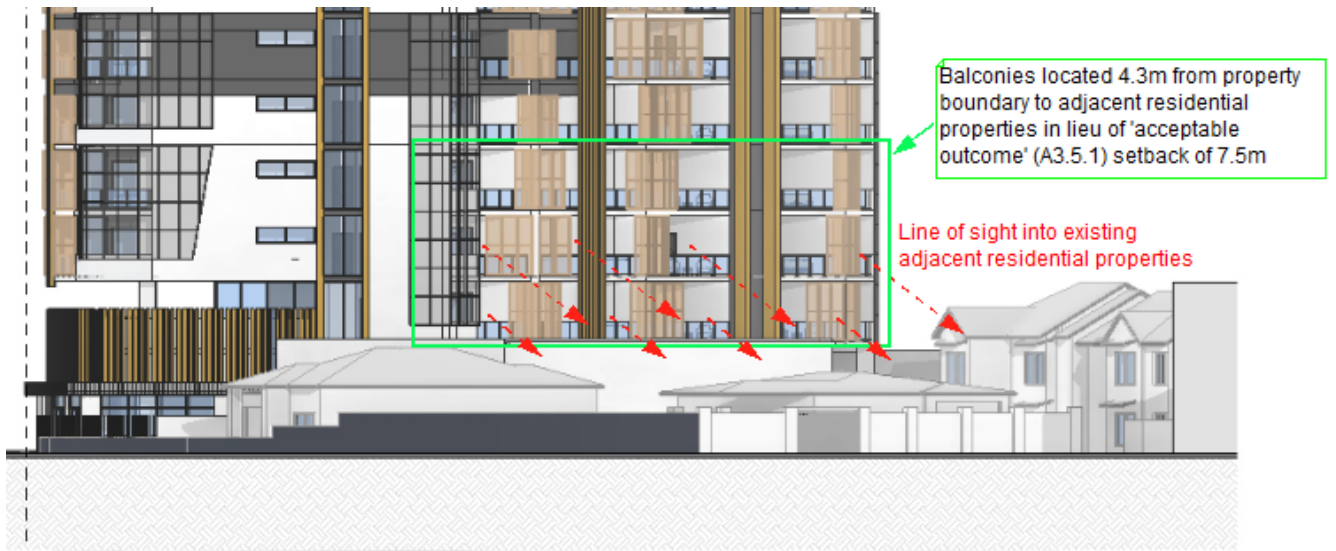 Balconies located 4.3m from property
boundary to adjacent residential
properties in lieu of 'acceptable
outcome' (A3.5.1) setback of 7.5m
Line of sight into existing
adjacent residential properties